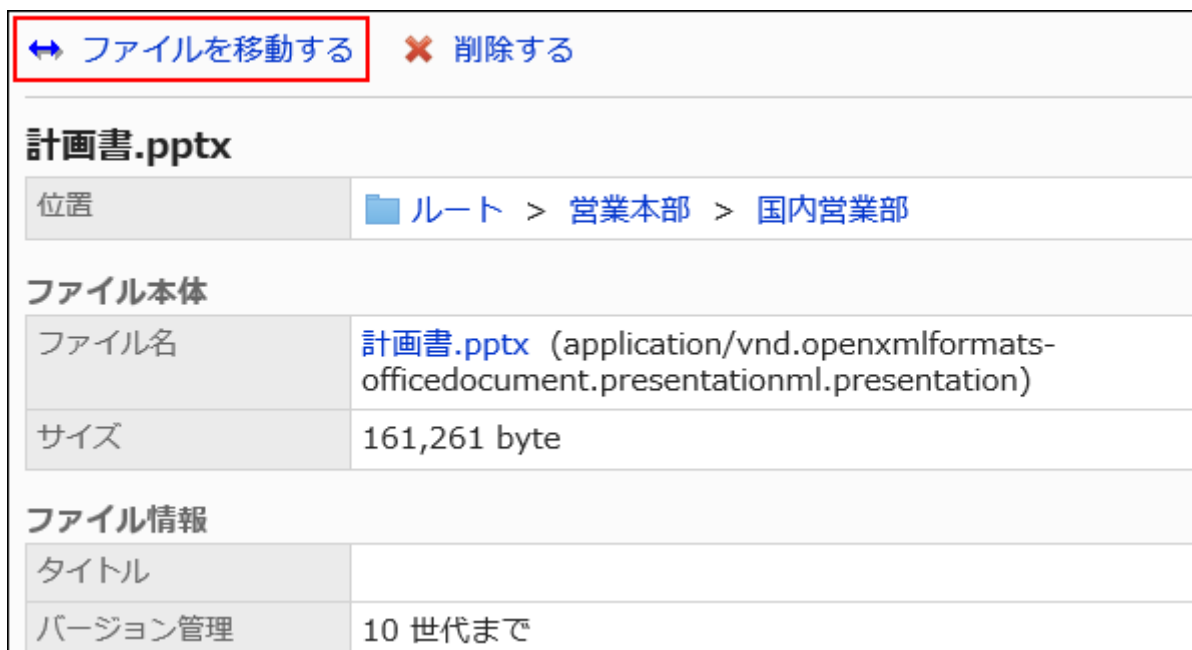 ファイルを移動する 削除する
計画書.pptx
位置 ルート > 営業本部 > 国内営業部
ファイル本体
ファイル名 計画書.pptx (application/vnd.openxmlformats-
officedocument.presentationml.presentation)
サイズ 161,261 byte
ファイル情報
タイトル
バージョン管理 10 世代まで